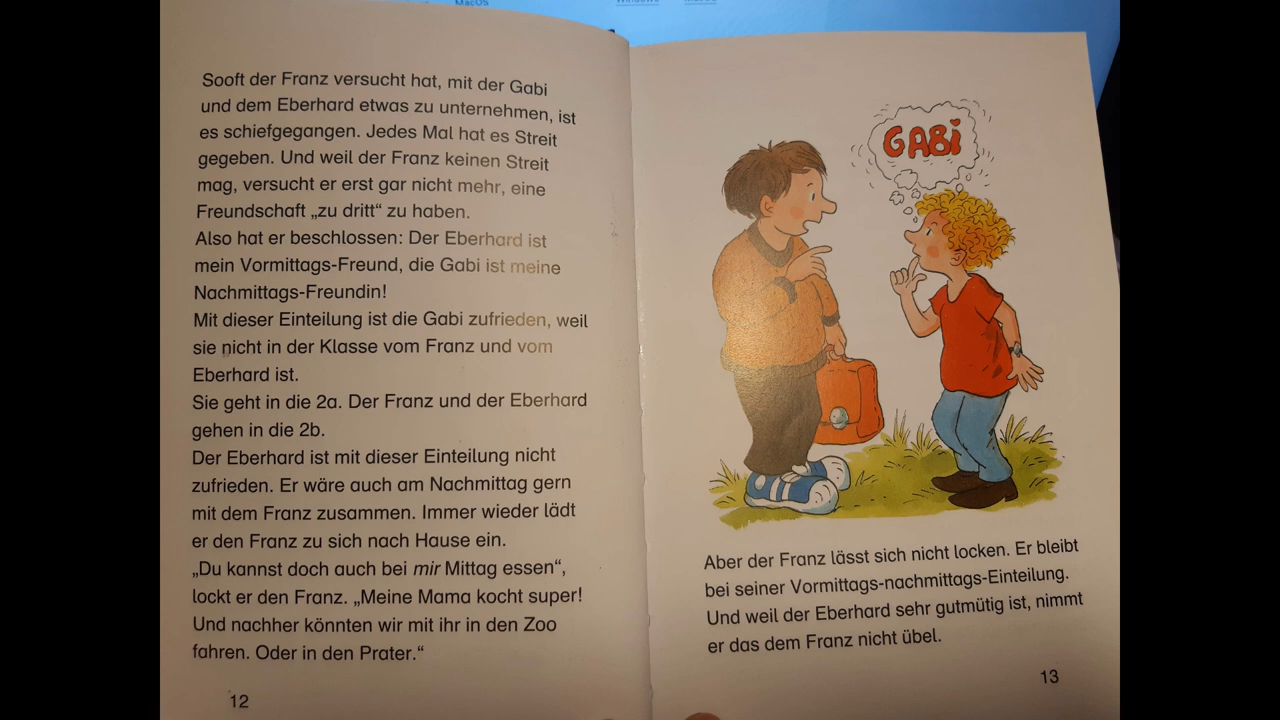 MacOS
Sooft der Franz versucht hat, mit der Gabi
und dem Eberhard etwas zu unternehmen, ist
es schiefgegangen. Jedes Mal hat es Streit
gegeben. Und weil der Franz keinen Streit
mag, versucht er erst gar nicht mehr, eine
Freundschaft „zu dritt“ zu haben.
Also hat er beschlossen: Der Eberhard ist
mein Vormittags-Freund, die Gabi ist meine
Nachmittags-Freundin!
Mit dieser Einteilung ist die Gabi zufrieden, weil
sie nicht in der Klasse vom Franz und vom
Eberhard ist.
Sie geht in die 2a. Der Franz und der Eberhard
gehen in die 2b.
Der Eberhard ist mit dieser Einteilung nicht
zufrieden. Er wäre auch am Nachmittag gern
mit dem Franz zusammen. Immer wieder lädt
er den Franz zu sich nach Hause ein.
„Du kannst doch auch bei mir Mittag essen“,
lockt er den Franz. „Meine Mama kocht super!
Und nachher könnten wir mit ihr in den Zoo
fahren. Oder in den Prater.“
12
GABi
Aber der Franz lässt sich nicht locken. Er bleibt
bei seiner Vormittags-nachmittags-Einteilung.
Und weil der Eberhard sehr gutmütig ist, nimmt
er das dem Franz nicht übel.
13